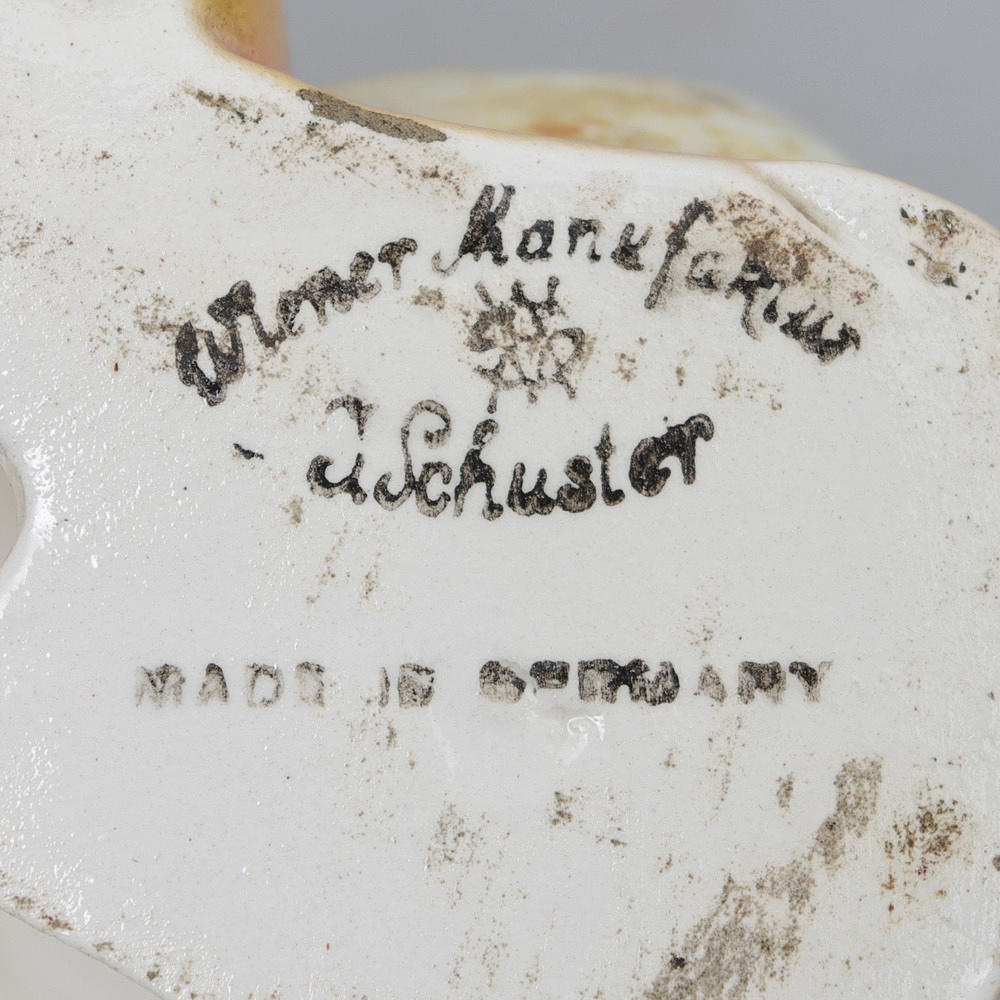 Wiener Manufaktur
J Schuster
MADE IN GERMANY